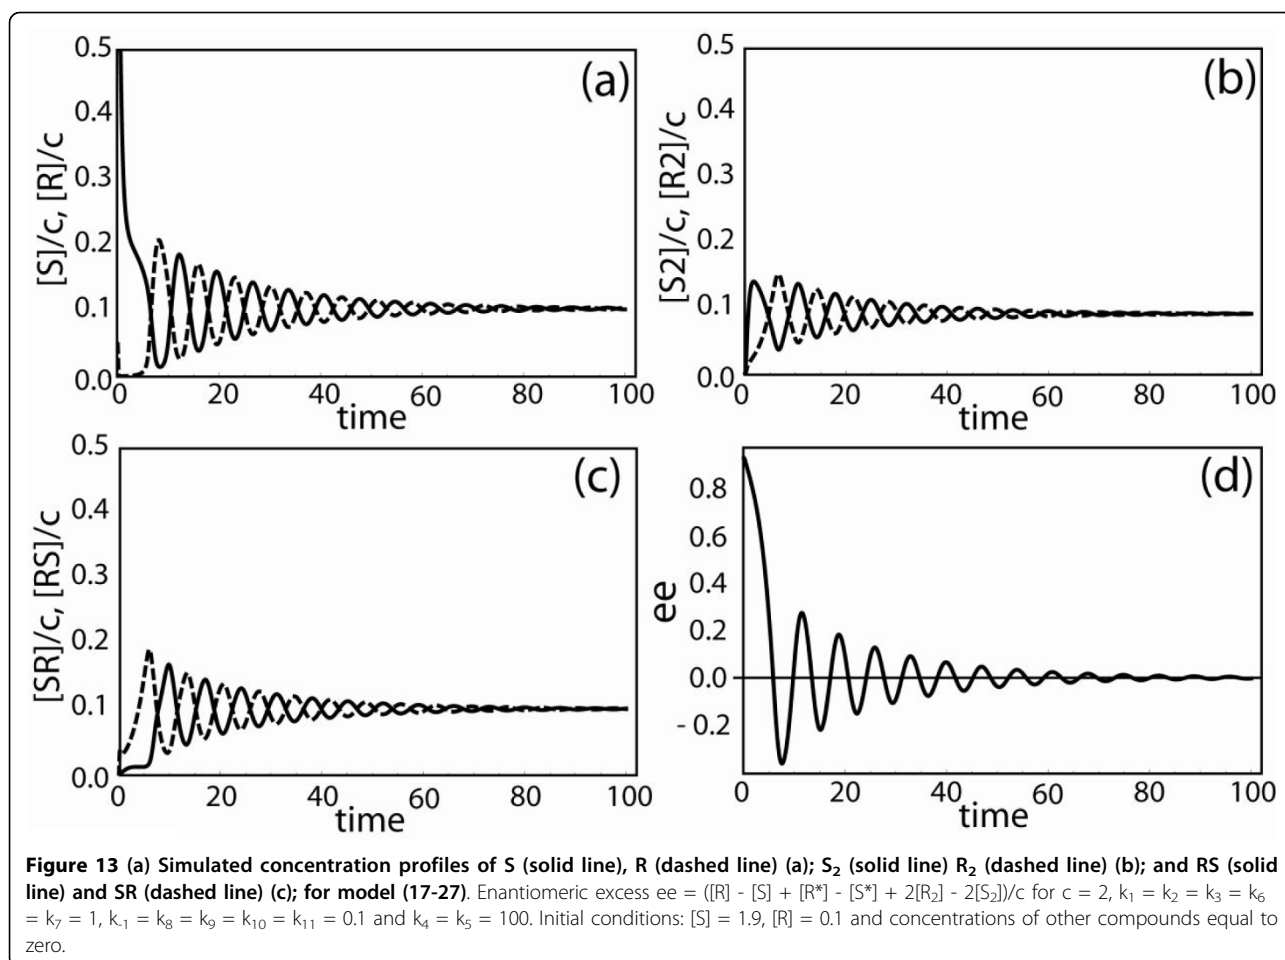 (a)
0.5
0.4
0.3
0.2
0.1
0.0
[S]/c, [R]/c
0 20 40 60 80 100
time
(b)
0.5
0.4
0.3
0.2
0.1
0.0
[S2]/c, [R2]/c
0 20 40 60 80 100
time
(c)
0.5
0.4
0.3
0.2
0.1
0.0
[SR]/c, [RS]/c
0 20 40 60 80 100
time
(d)
0.8
0.6
0.4
0.2
0.0
- 0.2
ee
0 20 40 60 80 100
time
Figure 13 (a) Simulated concentration profiles of S (solid line), R (dashed line) (a); S₂ (solid line) R₂ (dashed line) (b); and RS (solid
line) and SR (dashed line) (c); for model (17-27). Enantiomeric excess ee = ([R] - [S] + [R*] - [S*] + 2[R₂] - 2[S₂])/c for c = 2, k₁ = k₂ = k₃ = k₆
= k₇ = 1, k₋₁ = k₈ = k₉ = k₁₀ = k₁₁ = 0.1 and k₄ = k₅ = 100. Initial conditions: [S] = 1.9, [R] = 0.1 and concentrations of other compounds equal to
zero.